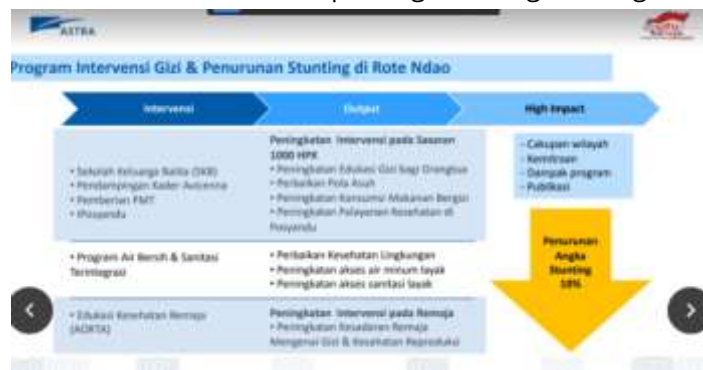 ASTRA
Program Intervensi Gizi & Penurunan Stunting di Rote Ndao
Intervensi
Output
High Impact
• Sekolah Keluarga Balita (SKB)
• Pendampingan Kader Avicenna
• Pemberian PMT
• iPosyandu
Peningkatan Intervensi pada Sasaran
1000 HPK
• Peningkatan Edukasi Gizi bagi Orangtua
• Perbaikan Pola Asuh
• Peningkatan Konsumsi Makanan Bergizi
• Peningkatan Pelayanan Kesehatan di
Posyandu
- Cakupan wilayah
- Kemitraan
- Dampak program
- Publikasi
• Program Air Bersih & Sanitasi
Terintegrasi
• Perbaikan Kesehatan Lingkungan
• Peningkatan akses air minum layak
• Peningkatan akses sanitasi layak
Penurunan
Angka
Stunting
10%
• Edukasi Kesehatan Remaja
(AORTA)
Peningkatan Intervensi pada Remaja
• Peningkatan Kesadaran Remaja
Mengenai Gizi & Kesehatan Reproduksi